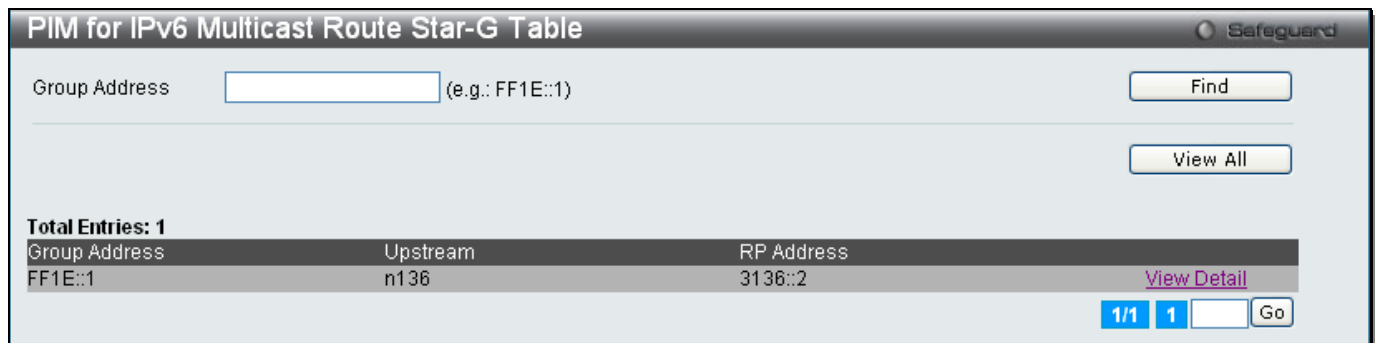 PIM for IPv6 Multicast Route Star-G Table
Safeguard
Group Address (e.g.: FF1E::1) Find
View All
Total Entries: 1
Group Address Upstream RP Address
FF1E::1 n136 3136::2 View Detail
1/1 1 Go